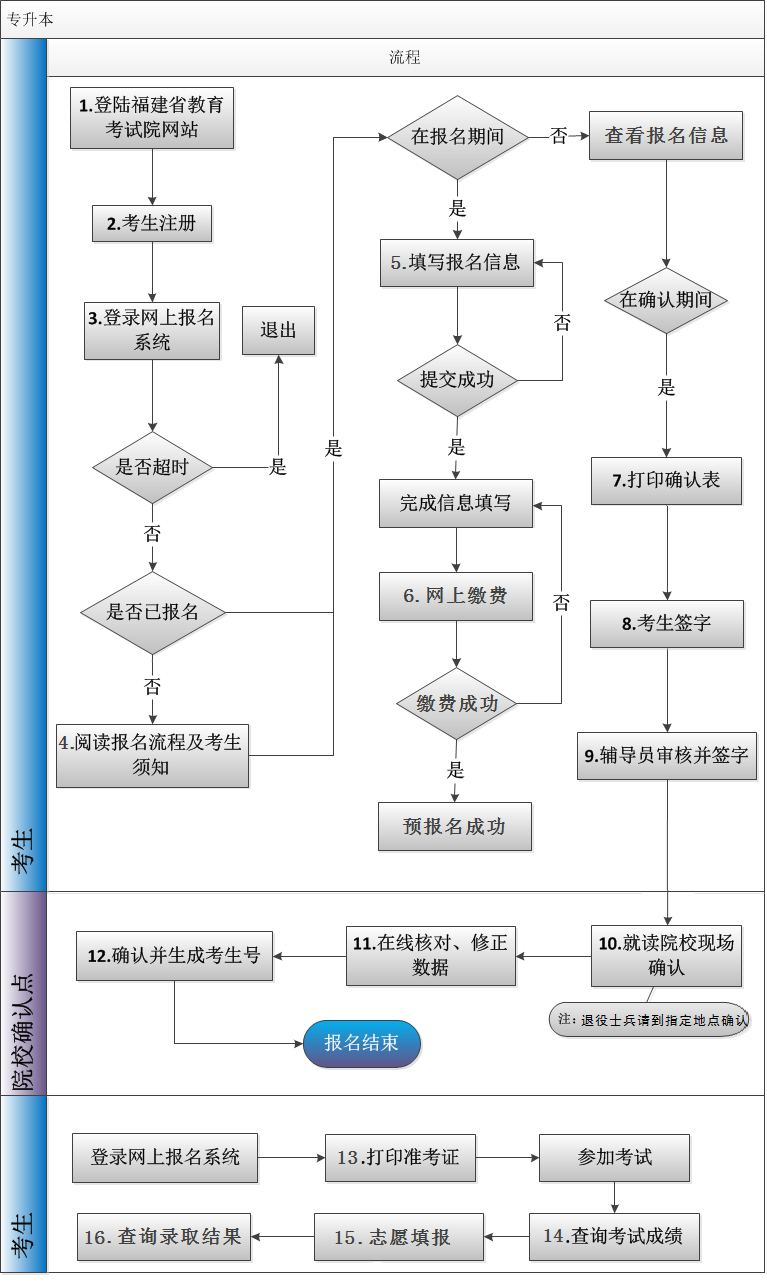 专升本
流程
1.登陆福建省教育
考试院网站
2.考生注册
3.登录网上报名
系统
退出
是否超时
是
否
是否已报名
是
否
4.阅读报名流程及考生
须知
在报名期间
否
查看报名信息
是
5.填写报名信息
否
提交成功
是
完成信息填写
6.网上缴费
否
缴费成功
是
预报名成功
在确认期间
是
7.打印确认表
8.考生签字
9.辅导员审核并签字
考生
10.就读院校现场
确认
注：退役士兵请到指定地点确认
11.在线核对、修正
数据
12.确认并生成考生号
报名结束
院校确认点
登录网上报名系统
13.打印准考证
参加考试
14.查询考试成绩
15.志愿填报
16.查询录取结果
考生